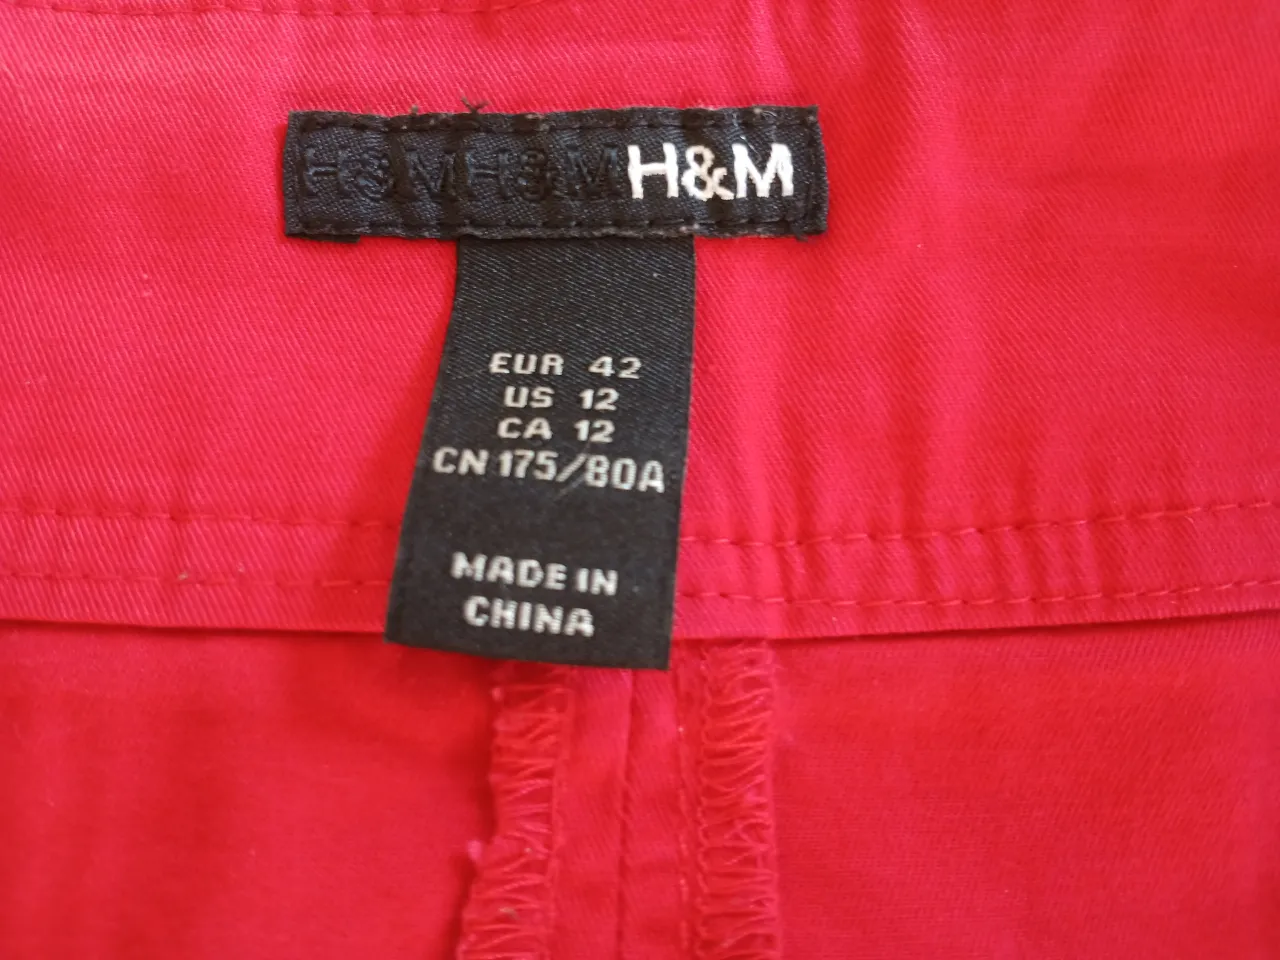 H&M H&M H&M
EUR 42
US 12
CA 12
CN 175/80A
MADE IN
CHINA